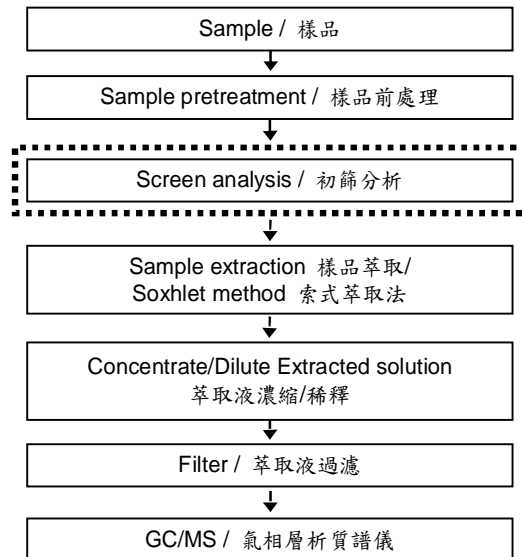 Sample / 樣品
Sample pretreatment / 樣品前處理
Screen analysis / 初篩分析
Sample extraction 樣品萃取/
Soxhlet method 索式萃取法
Concentrate/Dilute Extracted solution
萃取液濃縮/稀釋
Filter / 萃取液過濾
GC/MS / 氣相層析質譜儀